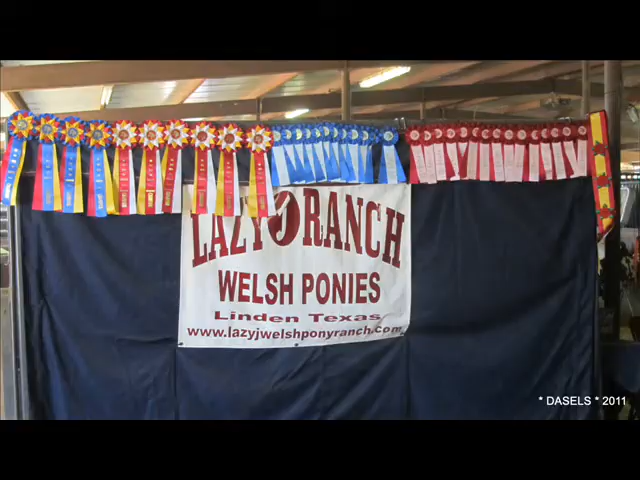 LAZY J RANCH
WELSH PONIES
Linden Texas
www.lazyjwelshponyranch.com
* DASELS * 2011